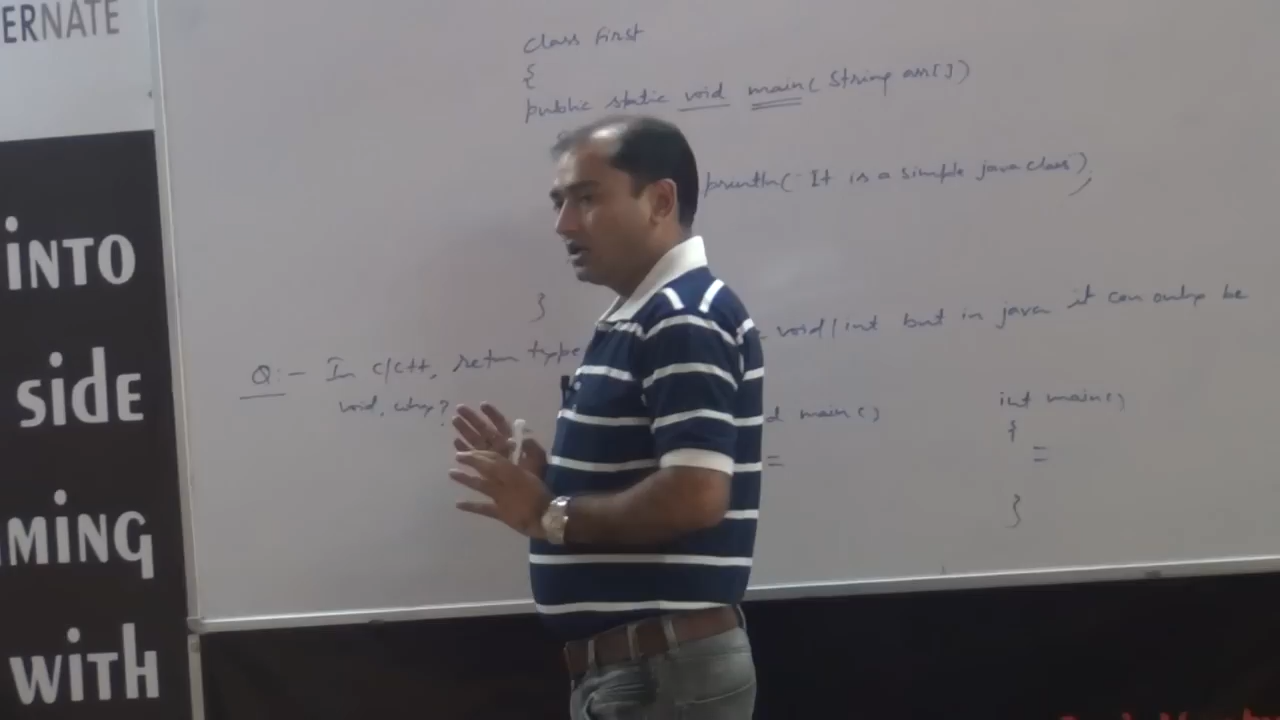 ERNATE
INTO
side
MING
with
class First
{
public static void main( String arr[])
println( "It is a simple java class);
}
Q:- In C/C++, return type void/int but in java it can only be
void, why?
d main()
=
int main()
{
=
}